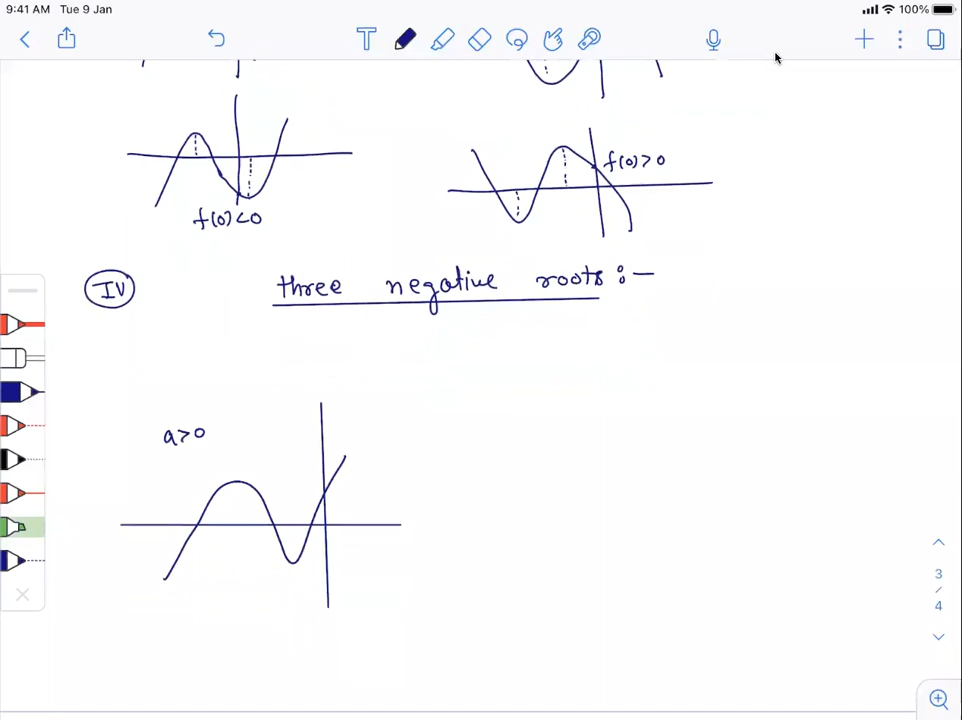 9:41 AM Tue 9 Jan
100%
T
f(0)>0
f(0)<0
IV three negative roots :-
a>0
3
/
4